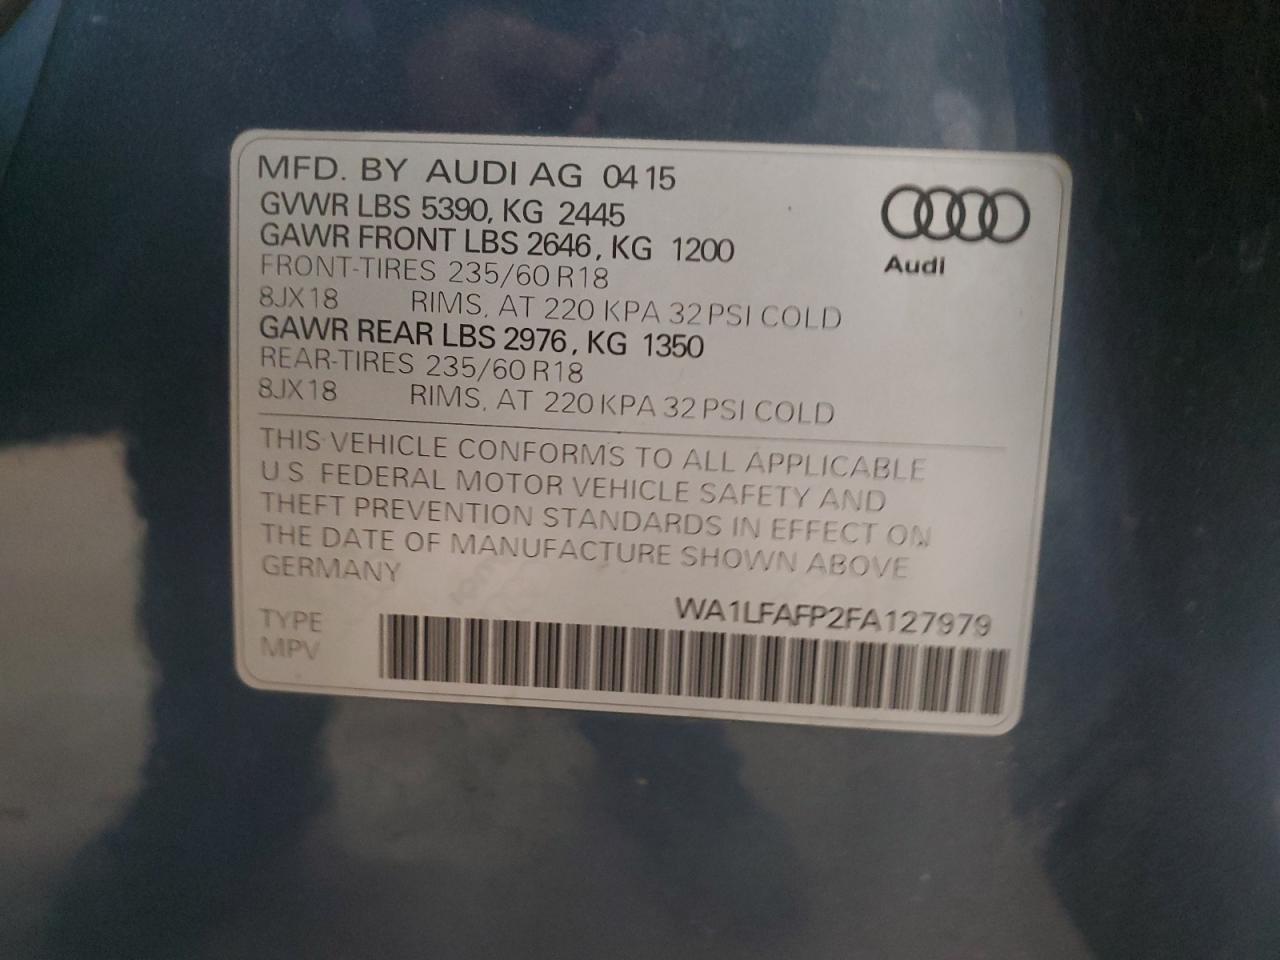 MFD. BY AUDI AG 04 15
GVWR LBS 5390, KG 2445
GAWR FRONT LBS 2646, KG 1200
FRONT-TIRES 235/60 R18
8JX18 RIMS, AT 220 KPA 32 PSI COLD
GAWR REAR LBS 2976, KG 1350
REAR-TIRES 235/60 R18
8JX18 RIMS, AT 220 KPA 32 PSI COLD
Audi
THIS VEHICLE CONFORMS TO ALL APPLICABLE
U.S FEDERAL MOTOR VEHICLE SAFETY AND
THEFT PREVENTION STANDARDS IN EFFECT ON
THE DATE OF MANUFACTURE SHOWN ABOVE
GERMANY
WA1LFAFP2FA127979
TYPE
MPV